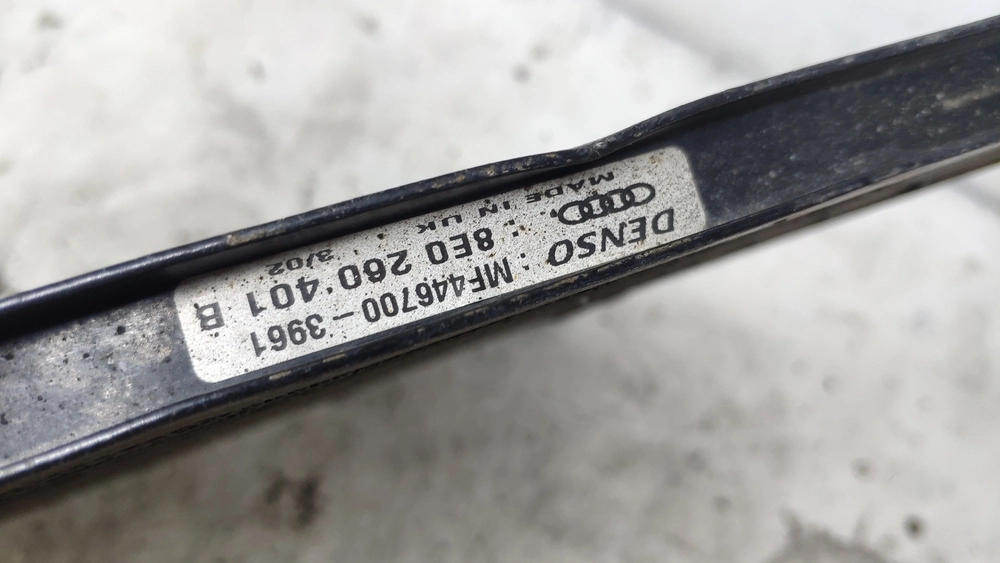 DENSO : MF446700-3961
: 8E0 260 401 B
MADE IN UK : 3/02